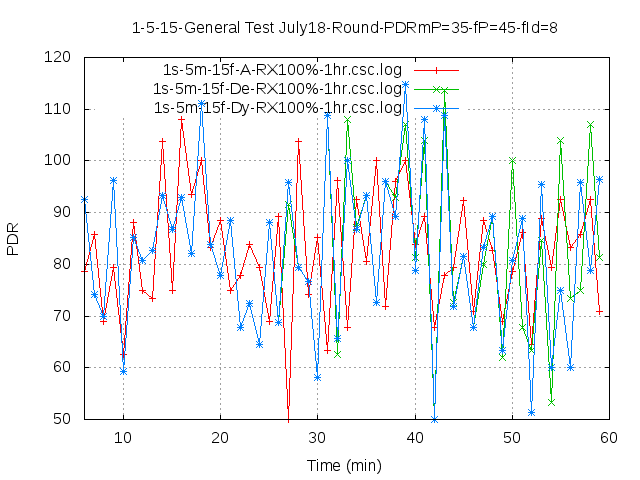 1-5-15-General Test July18-Round-PDRmP=35-fP=45-fId=8
120
1s-5m-15f-A-RX100%-1hr.csc.log
1s-5m-15f-De-RX100%-1hr.csc.log
1s-5m-15f-Dy-RX100%-1hr.csc.log
110
100
90
80
70
60
50
PDR
10 20 30 40 50 60
Time (min)